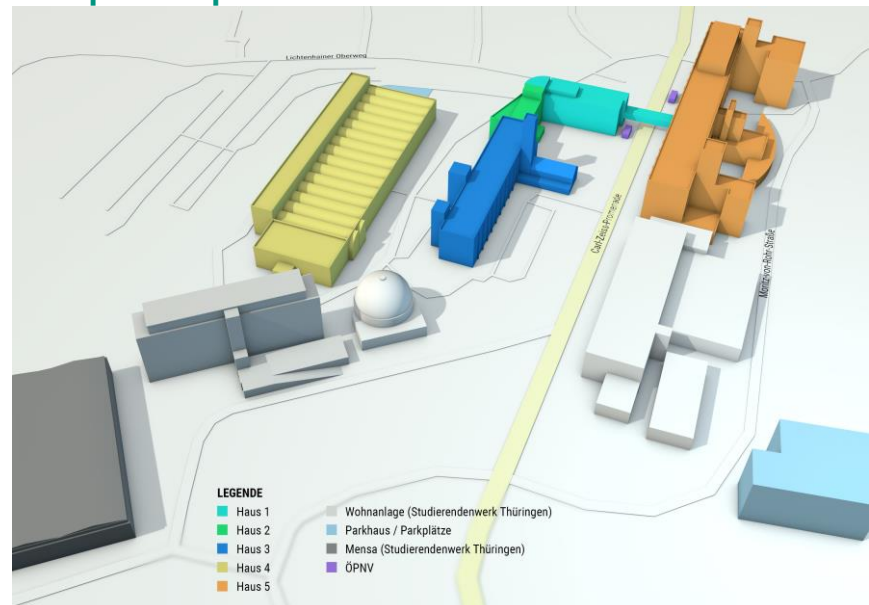 Lichtenhainer Oberweg
Carl-Zeiss-Promenade
Moritz-von-Rohr-Straße
LEGENDE
Haus 1
Haus 2
Haus 3
Haus 4
Haus 5
Wohnanlage (Studierendenwerk Thüringen)
Parkhaus / Parkplätze
Mensa (Studierendenwerk Thüringen)
ÖPNV